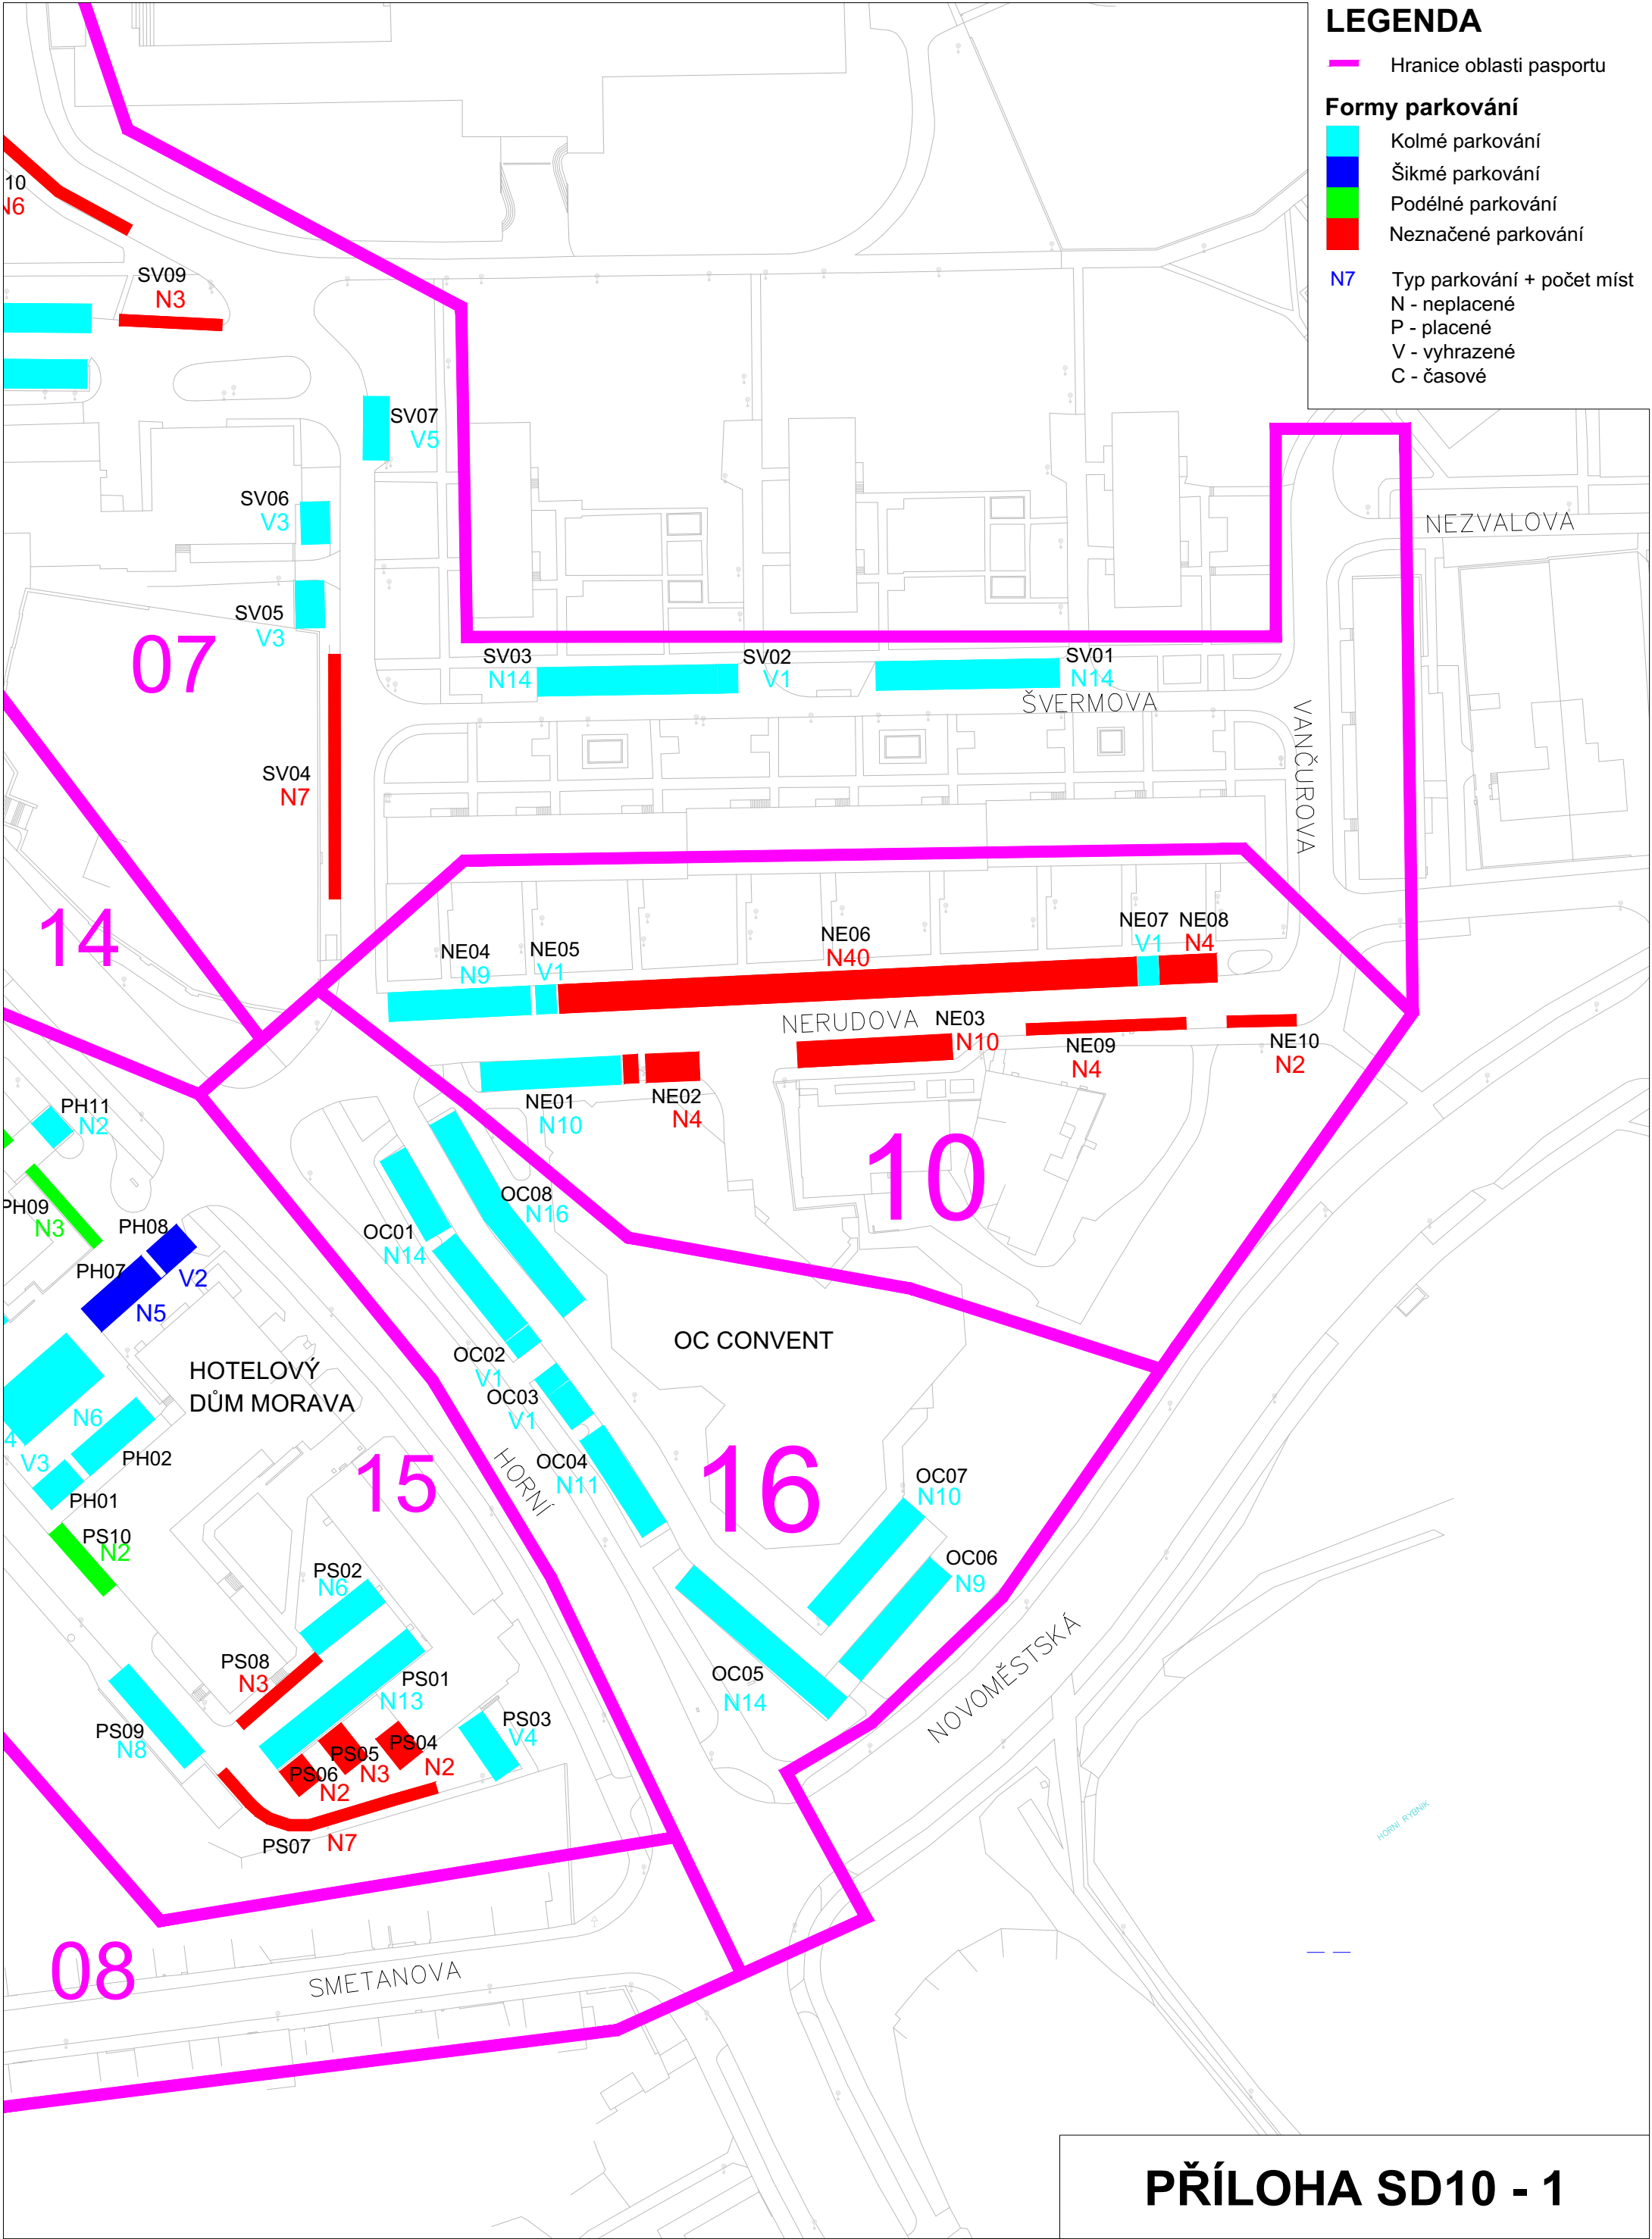 LEGENDA
Hranice oblasti pasportu
Formy parkování
Kolmé parkování
Šikmé parkování
Podélné parkování
Neznačené parkování
N7 Typ parkování + počet míst
N - neplacené
P - placené
V - vyhrazené
C - časové
10
N6
SV09
N3
SV07
V5
SV06
V3
SV05
V3
07
SV03
N14
SV02
V1
SV01
N14
ŠVERMOVA
NEZVALOVA
VANČUROVA
SV04
N7
14
NE04
N9
NE05
V1
NE06
N40
NE07
V1
NE08
N4
NERUDOVA
NE03
N10
NE09
N4
NE10
N2
NE01
N10
NE02
N4
10
PH11
N2
PH09
N3
PH08
V2
PH07
N5
OC08
N16
OC01
N14
OC02
V1
OC03
V1
OC04
N11
OC CONVENT
HOTELOVÝ
DŮM MORAVA
N6
4
V3
PH02
PH01
PS10
N2
15
HORNÍ
16
OC07
N10
OC06
N9
OC05
N14
NOVOMĚSTSKÁ
PS02
N6
PS08
N3
PS01
N13
PS09
N8
PS03
V4
PS04
N2
PS05
N3
PS06
N2
PS07
N7
HORNI RYBNIK
08
SMETANOVA
PŘÍLOHA SD10 - 1